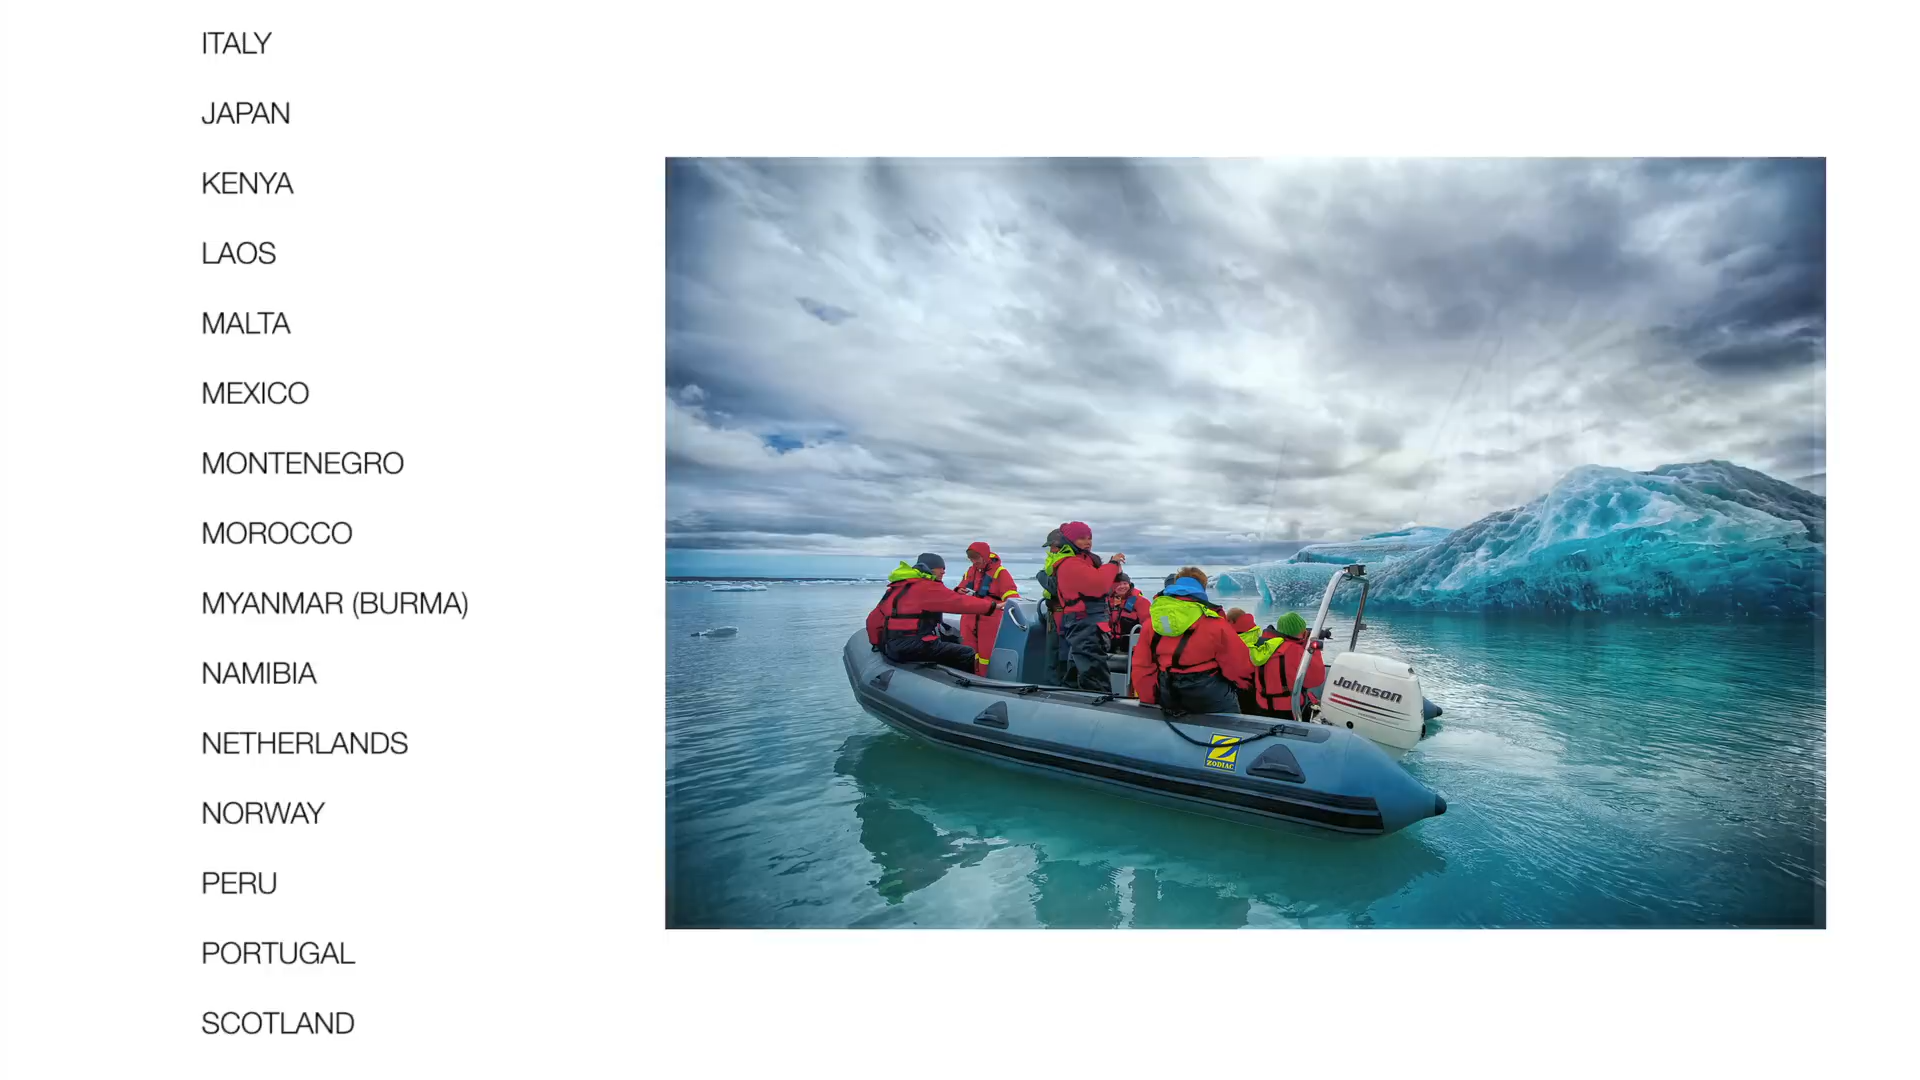 ITALY
JAPAN
KENYA
LAOS
MALTA
MEXICO
MONTENEGRO
MOROCCO
MYANMAR (BURMA)
NAMIBIA
NETHERLANDS
NORWAY
PERU
PORTUGAL
SCOTLAND
Johnson
Z
ZODIAC